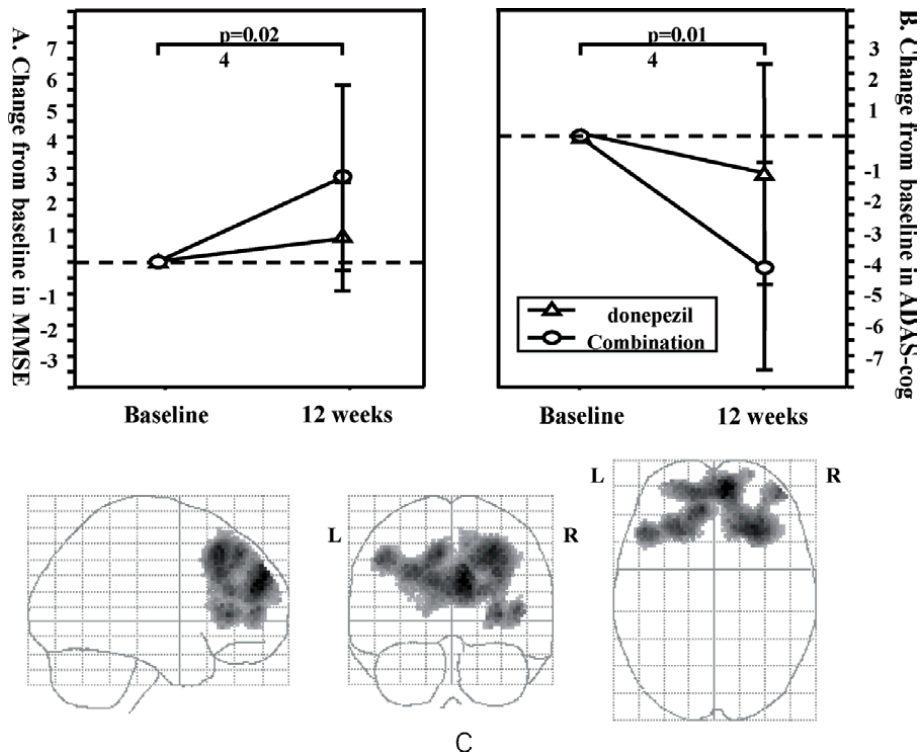 A. Change from baseline in MMSE
7
6
5
4
3
2
1
-1
-2
-3
p=0.02
4
Baseline
12 weeks
p=0.01
4
donepezil
Combination
Baseline
12 weeks
3
2
1
-1
-2
-3
-4
-5
-6
-7
B. Change from baseline in ADAS-cog
L
R
L
R
C